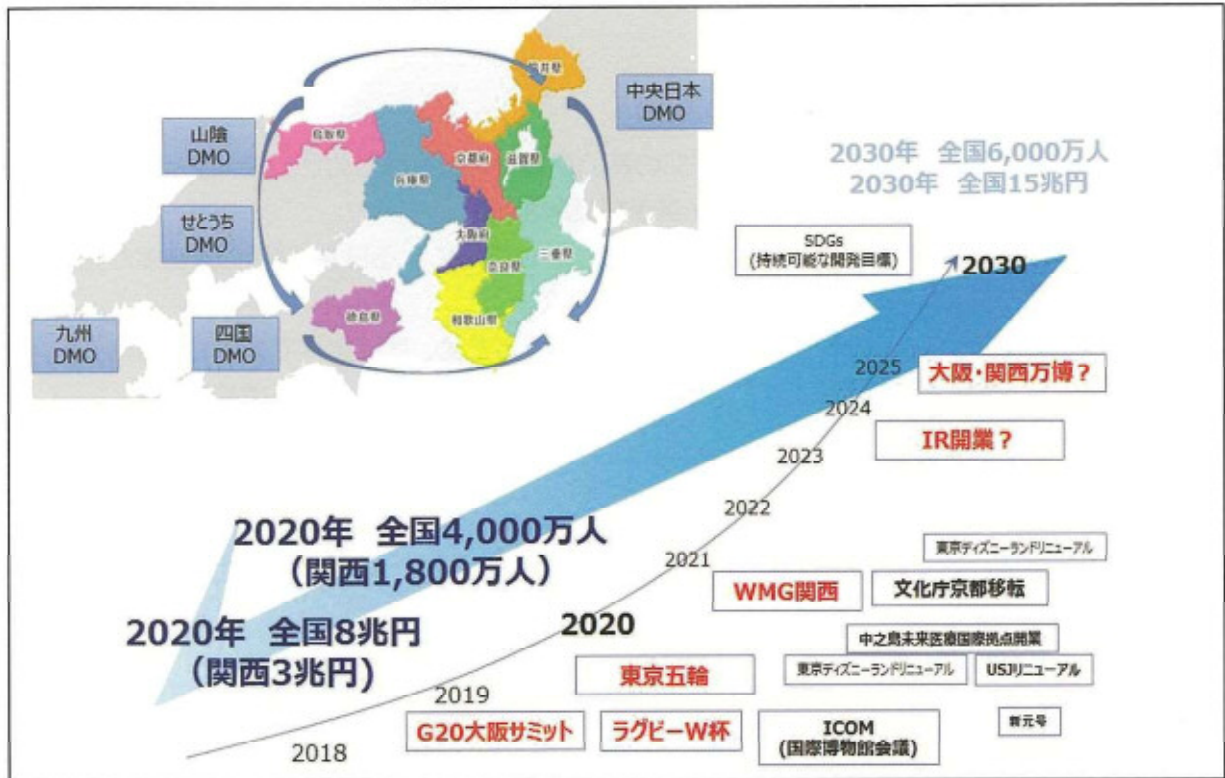 福井県
中央日本
DMO
山陰
DMO
鳥取県
京都府
滋賀県
兵庫県
せとうち
DMO
大阪府
三重県
奈良県
徳島県
和歌山県
九州
DMO
四国
DMO
2030年 全国6,000万人
2030年 全国15兆円
SDGs
(持続可能な開発目標)
2030
2025
大阪・関西万博?
2024
IR開業?
2023
2022
2020年 全国4,000万人
(関西1,800万人)
2021
東京ディズニーランドリニューアル
WMG関西
文化庁京都移転
2020年 全国8兆円
(関西3兆円)
2020
中之島未来医療国際拠点開業
東京五輪
東京ディズニーランドリニューアル
USJリニューアル
2019
G20大阪サミット
ラグビーW杯
ICOM
(国際博物館会議)
新元号
2018